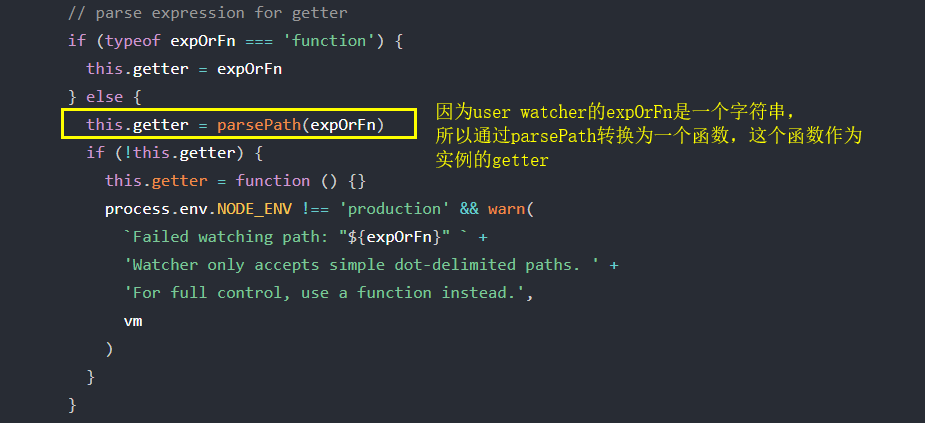 // parse expression for getter
if (typeof expOrFn === 'function') {
this.getter = expOrFn
} else {
this.getter = parsePath(expOrFn)
因为user watcher的expOrFn是一个字符串，
所以通过parsePath转换为一个函数，这个函数作为
实例的getter
if (!this.getter) {
this.getter = function () {}
process.env.NODE_ENV !== 'production' && warn(
`Failed watching path: "${expOrFn}" ` +
'Watcher only accepts simple dot-delimited paths. ' +
'For full control, use a function instead.',
vm
)
}
}